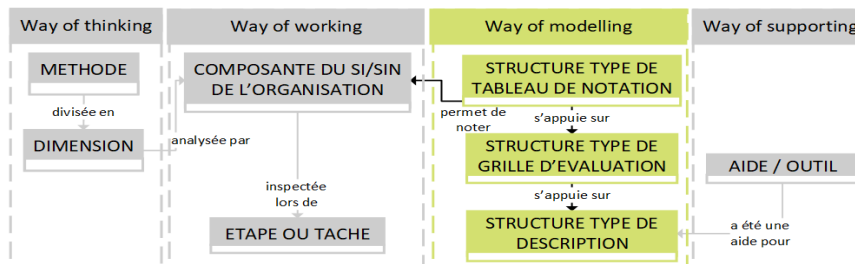 Way of thinking
Way of working
Way of modelling
Way of supporting
METHODE
divisée en
DIMENSION
analysée par
COMPOSANTE DU SI/SIN
DE L’ORGANISATION
inspectée
lors de
ETAPE OU TACHE
permet de
noter
STRUCTURE TYPE DE
TABLEAU DE NOTATION
s’appuie sur
STRUCTURE TYPE DE
GRILLE D’EVALUATION
s’appuie sur
STRUCTURE TYPE DE
DESCRIPTION
AIDE / OUTIL
a été une
aide pour